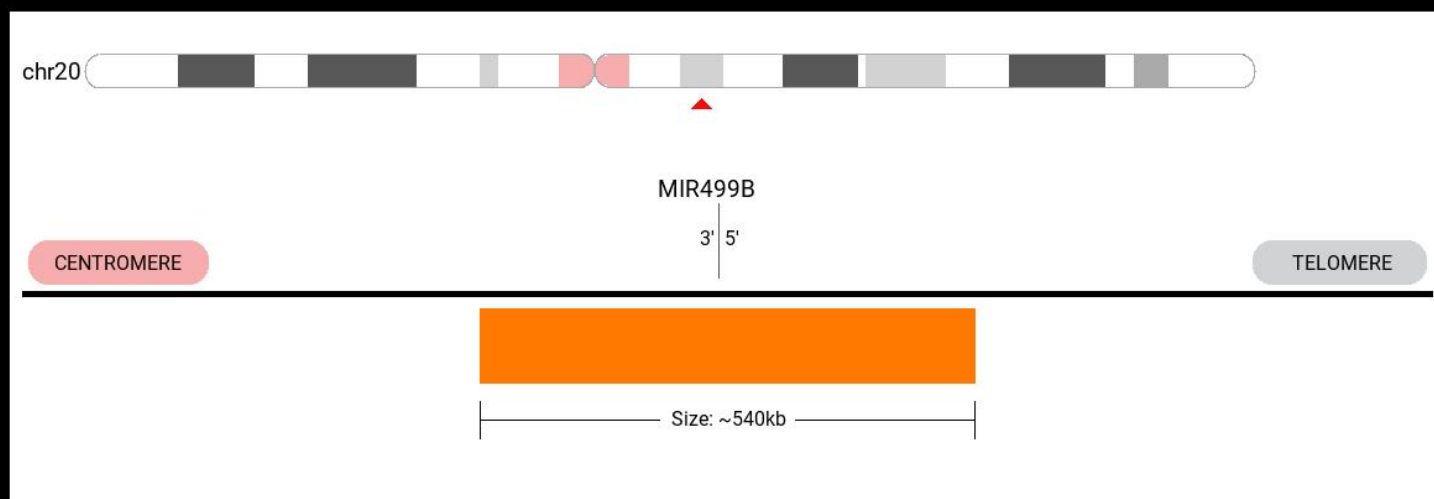 chr20
MIR499B
3' 5'
CENTROMERE
TELOMERE
Size: ~540kb